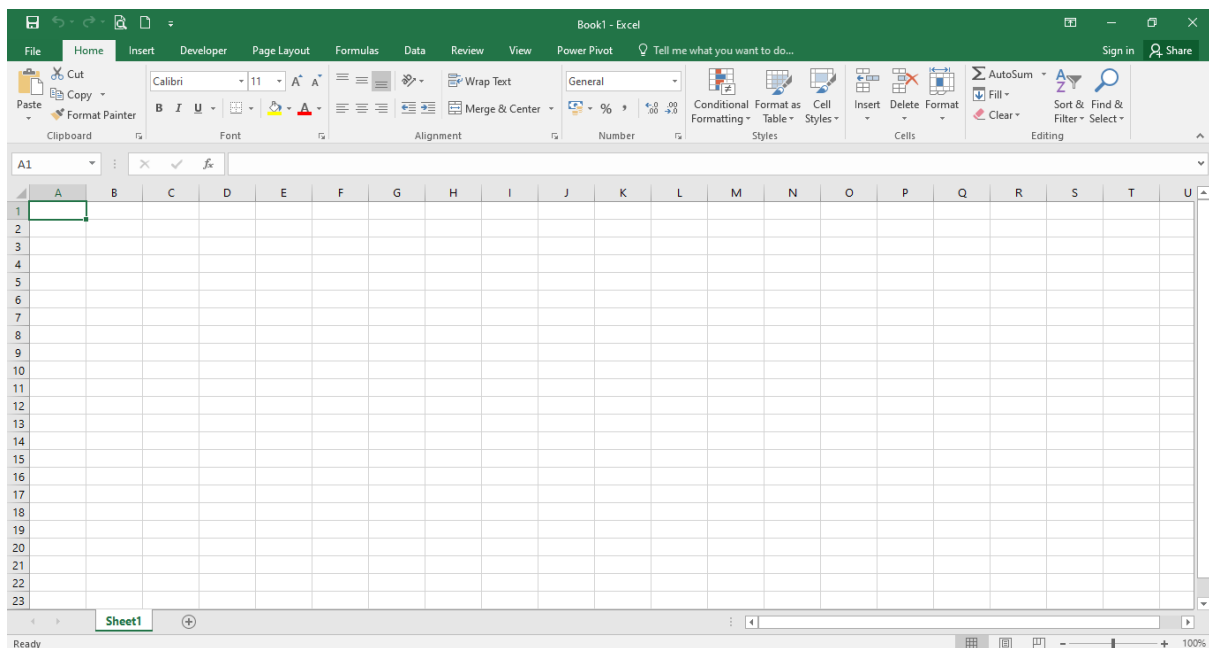 Book1 - Excel
File Home Insert Developer Page Layout Formulas Data Review View Power Pivot Tell me what you want to do... Sign in Share
Paste
Cut
Copy
Format Painter
Clipboard
Calibri 11 A A
B I U A
Font
Wrap Text
Merge & Center
Alignment
General
% , .0 .00 .00 .0
Number
Conditional Formatting
Format as Table
Cell Styles
Styles
Insert Delete Format
Cells
AutoSum
Fill
Clear
Sort & Filter
Find & Select
Editing
A1 fx
A B C D E F G H I J K L M N O P Q R S T U
1
2
3
4
5
6
7
8
9
10
11
12
13
14
15
16
17
18
19
20
21
22
23
Sheet1
Ready 100%